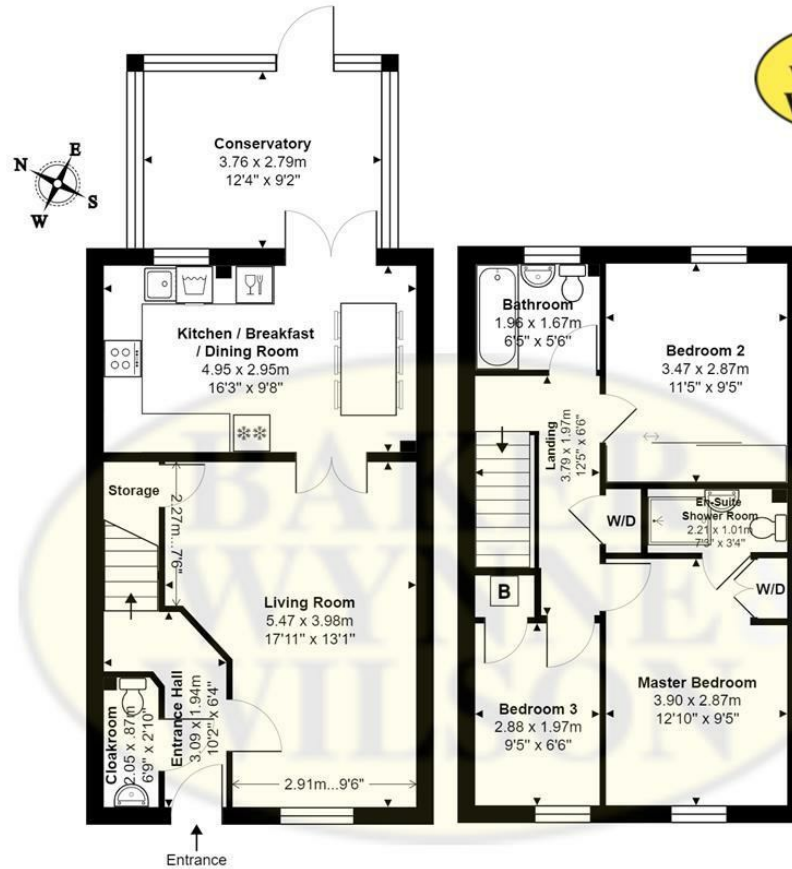 N
E
W
S
Conservatory
3.76 x 2.79m
12'4" x 9'2"
Kitchen / Breakfast
/ Dining Room
4.95 x 2.95m
16'3" x 9'8"
Storage
2.27m...7'6"
Living Room
5.47 x 3.98m
17'11" x 13'1"
Entrance Hall
3.09 x 1.94m
10'2" x 6'4"
Cloakroom
2.05 x .87m
6'9" x 2'10"
2.91m...9'6"
Entrance
Bathroom
1.96 x 1.67m
6'5" x 5'6"
Bedroom 2
3.47 x 2.87m
11'5" x 9'5"
Landing
3.79 x 1.97m
12'5" x 6'6"
W/D
En-Suite
Shower Room
2.21 x 1.01m
7'3" x 3'4"
W/D
B
Master Bedroom
3.90 x 2.87m
12'10" x 9'5"
Bedroom 3
2.88 x 1.97m
9'5" x 6'6"
BAKER
WYNNE
WILSON